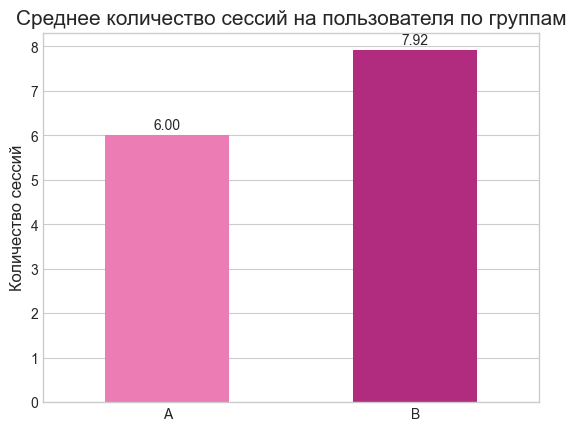 Среднее количество сессий на пользователя по группам
Количество сессий
8
7
6
5
4
3
2
1
0
6.00
7.92
A
B